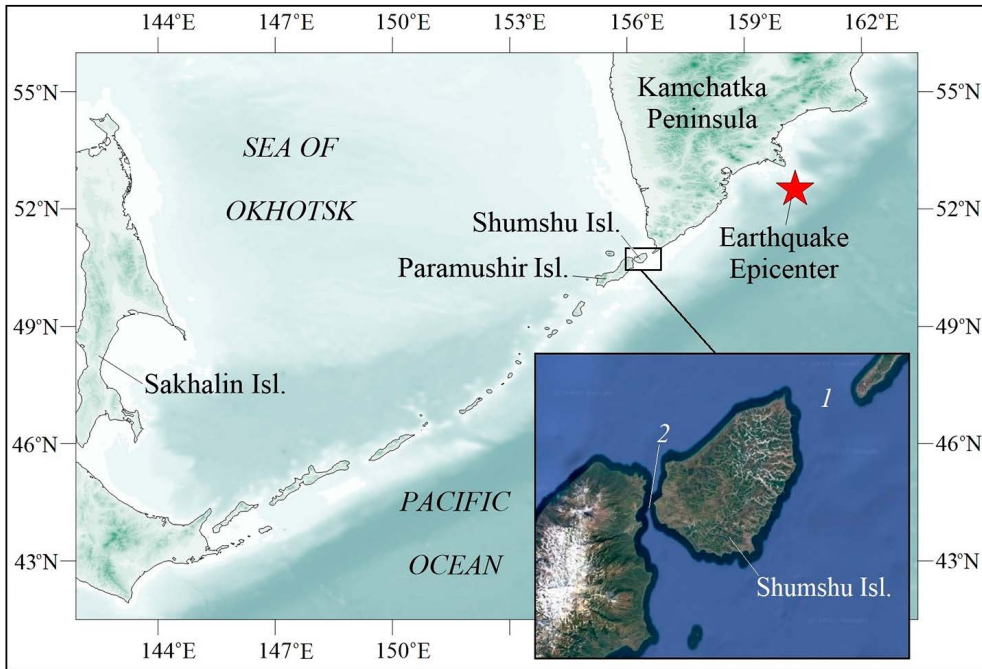 144°E 147°E 150°E 153°E 156°E 159°E 162°E
55°N 55°N
Kamchatka
Peninsula
SEA OF
OKHOTSK
52°N 52°N
Shumshu Isl.
Earthquake
Epicenter
Paramushir Isl.
49°N 49°N
Sakhalin Isl.
1
2
46°N 46°N
PACIFIC
OCEAN
43°N 43°N
Shumshu Isl.
144°E 147°E 150°E